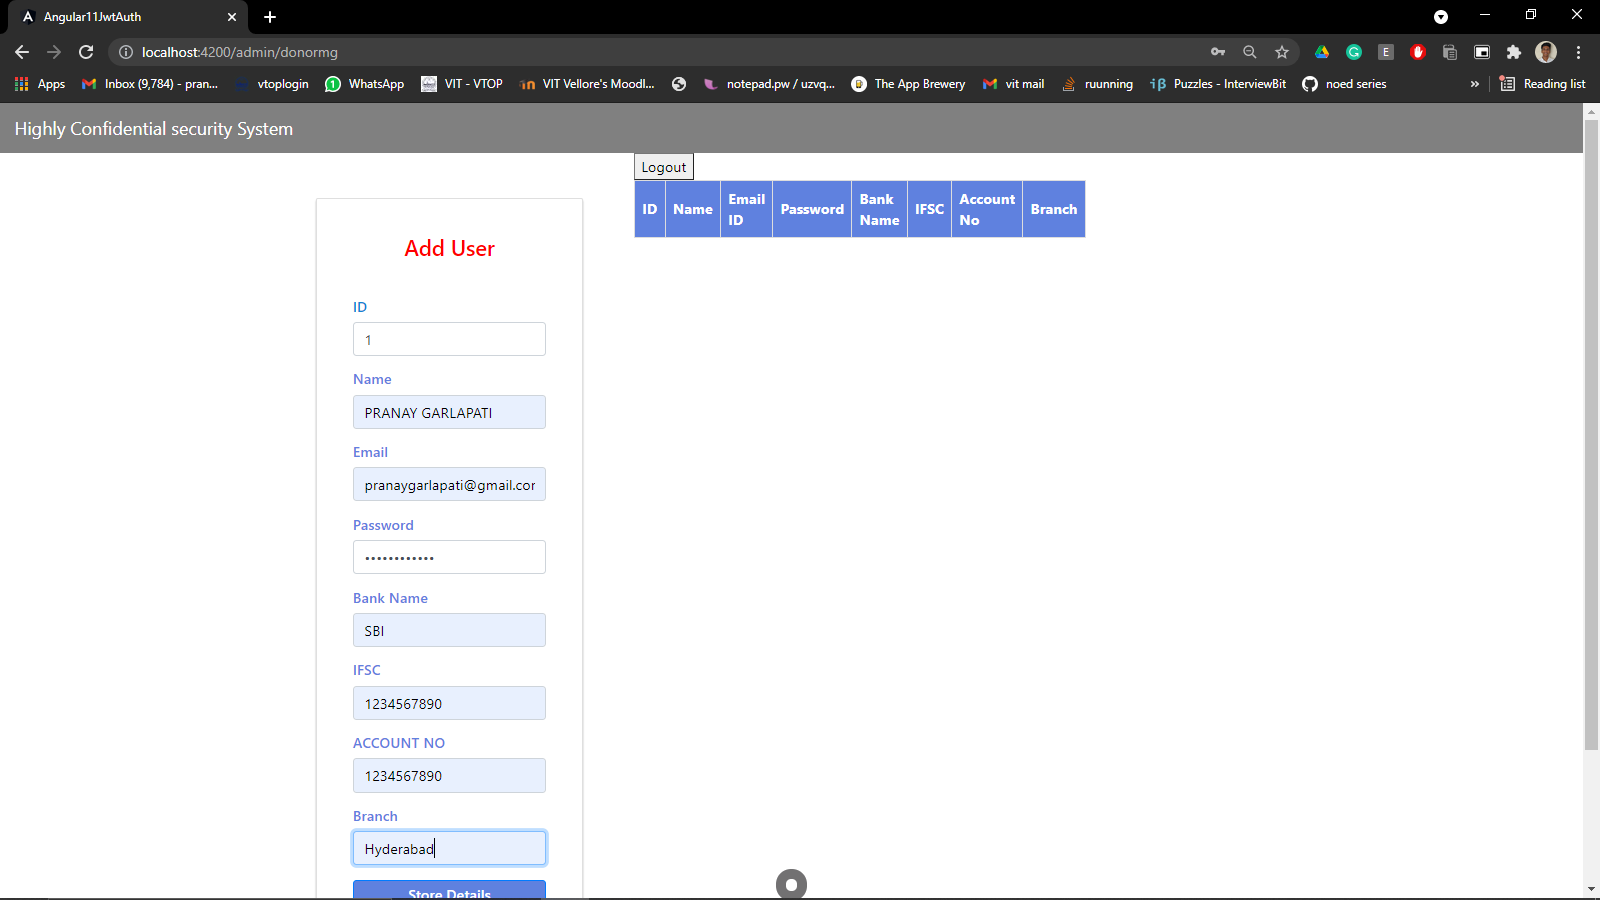 Angular11JwtAuth
localhost:4200/admin/donormg
Apps
Inbox (9,784) - pran...
vtoplogin
WhatsApp
VIT - VTOP
VIT Vellore's Moodl...
notepad.pw / uzvq...
The App Brewery
vit mail
ruunning
Puzzles - InterviewBit
noed series
»
Reading list
Highly Confidential security System
Logout
ID Name Email ID Password Bank Name IFSC Account No Branch
Add User
ID
1
Name
PRANAY GARLAPATI
Email
pranaygarlapati@gmail.cor
Password
••••••••••••
Bank Name
SBI
IFSC
1234567890
ACCOUNT NO
1234567890
Branch
Hyderabad
Store Details